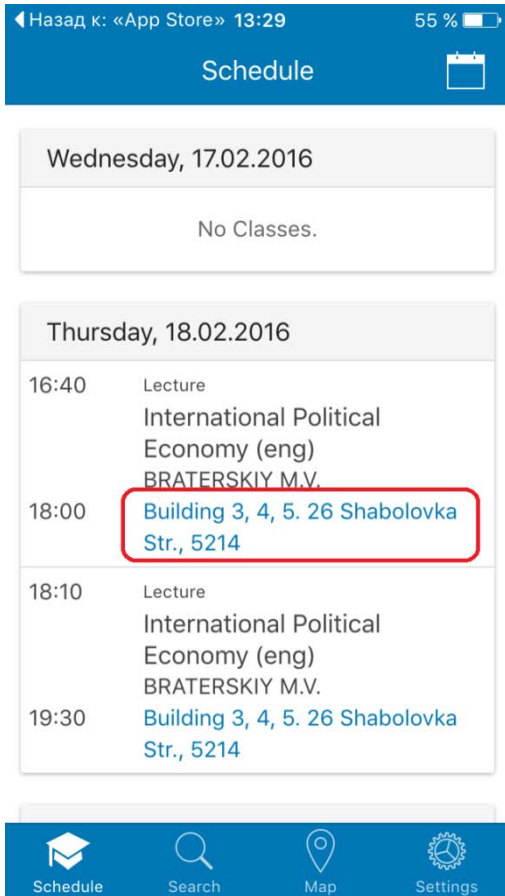 Назад к: «App Store» 13:29 55 %
Schedule
Wednesday, 17.02.2016
No Classes.
Thursday, 18.02.2016
16:40 Lecture
International Political
Economy (eng)
BRATERSKIY M.V.
18:00 Building 3, 4, 5. 26 Shabolovka
Str., 5214
18:10 Lecture
International Political
Economy (eng)
BRATERSKIY M.V.
19:30 Building 3, 4, 5. 26 Shabolovka
Str., 5214
Schedule Search Map Settings